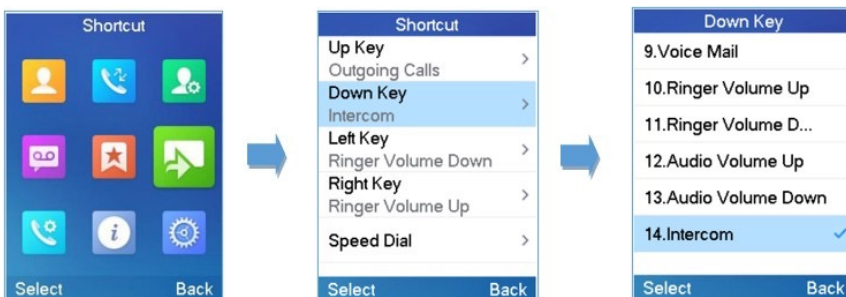 Shortcut
Select Back
Shortcut
Up Key
Outgoing Calls
Down Key
Intercom
Left Key
Ringer Volume Down
Right Key
Ringer Volume Up
Speed Dial
Select Back
Down Key
9.Voice Mail
10.Ringer Volume Up
11.Ringer Volume D...
12.Audio Volume Up
13.Audio Volume Down
14.Intercom
Select Back